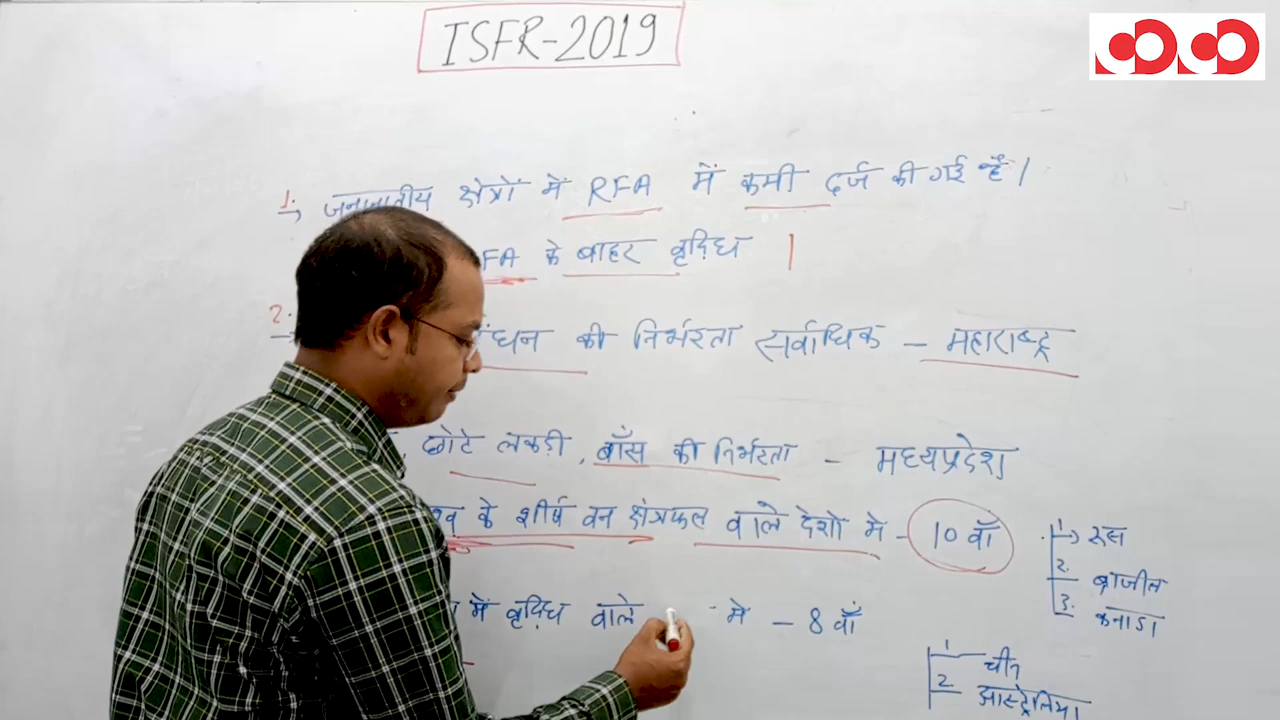 ISFR-2019
1. → जनजातीय क्षेत्रों में RFA में कमी दर्ज की गई है।
FA के बाहर वृद्धि ।
2. → की निर्भरता सर्वाधिक - महाराष्ट्र
छोटे लकड़ी, बाँस की निर्भरता - मध्यप्रदेश
के शीर्ष वन क्षेत्रफल वाले देशो मे - 10 वाँ
में वृद्धि वाले मे - 8 वाँ
1 → रूस
2. ब्राजील
3. कनाडा
1 चीन
2. आस्ट्रेलिया